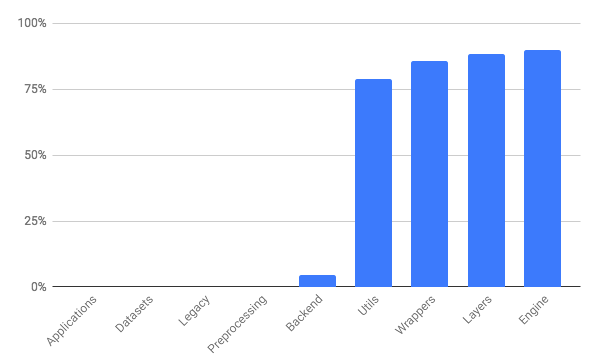 100%
75%
50%
25%
0%
Applications
Datasets
Legacy
Preprocessing
Backend
Utils
Wrappers
Layers
Engine